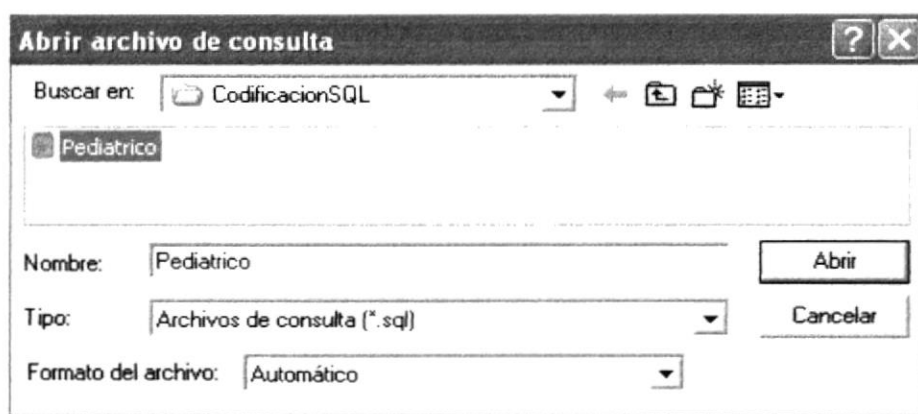 Abrir archivo de consulta
Buscar en: CodificacionSQL
Pediatrico
Nombre: Pediatrico Abrir
Tipo: Archivos de consulta (*.sql) Cancelar
Formato del archivo: Automático